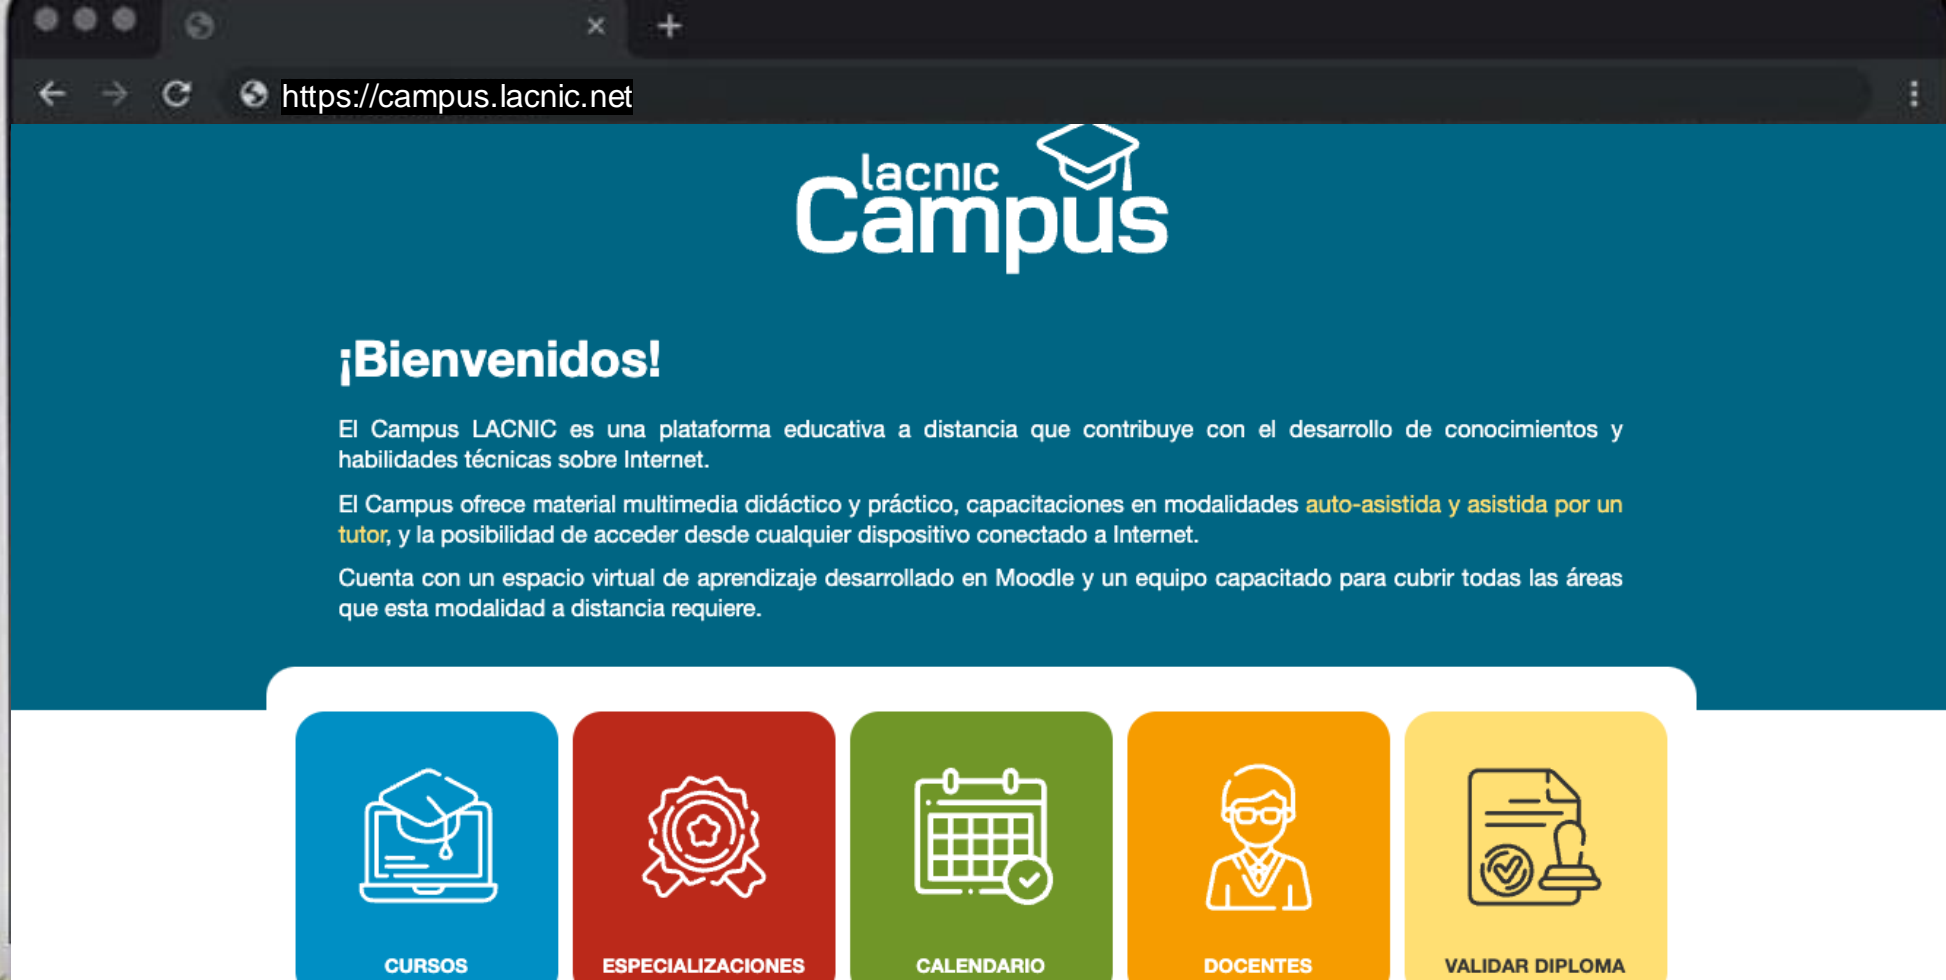 https://campus.lacnic.net
lacnic
Campus
¡Bienvenidos!
El Campus LACNIC es una plataforma educativa a distancia que contribuye con el desarrollo de conocimientos y
habilidades técnicas sobre Internet.
El Campus ofrece material multimedia didáctico y práctico, capacitaciones en modalidades auto-asistida y asistida por un
tutor, y la posibilidad de acceder desde cualquier dispositivo conectado a Internet.
Cuenta con un espacio virtual de aprendizaje desarrollado en Moodle y un equipo capacitado para cubrir todas las áreas
que esta modalidad a distancia requiere.
CURSOS
ESPECIALIZACIONES
CALENDARIO
DOCENTES
VALIDAR DIPLOMA